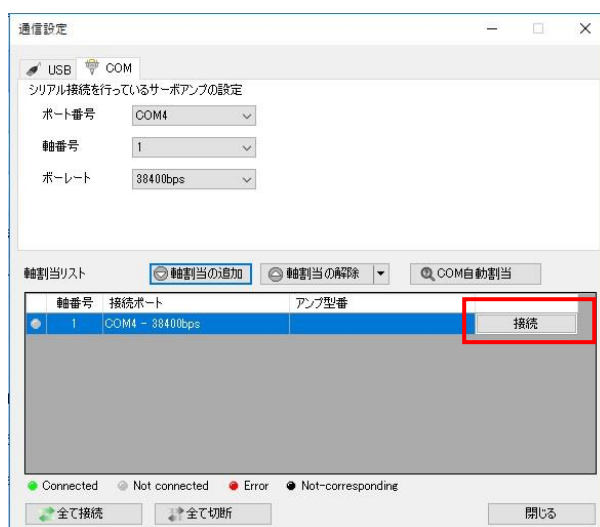 通信設定
USB COM
シリアル接続を行っているサーボアンプの設定
ポート番号 COM4
軸番号 1
ボーレート 38400bps
軸割当リスト 軸割当の追加 軸割当の解除 COM自動割当
軸番号 接続ポート アンプ型番
1 COM4 - 38400bps 接続
Connected Not connected Error Not-corresponding
全て接続 全て切断 閉じる